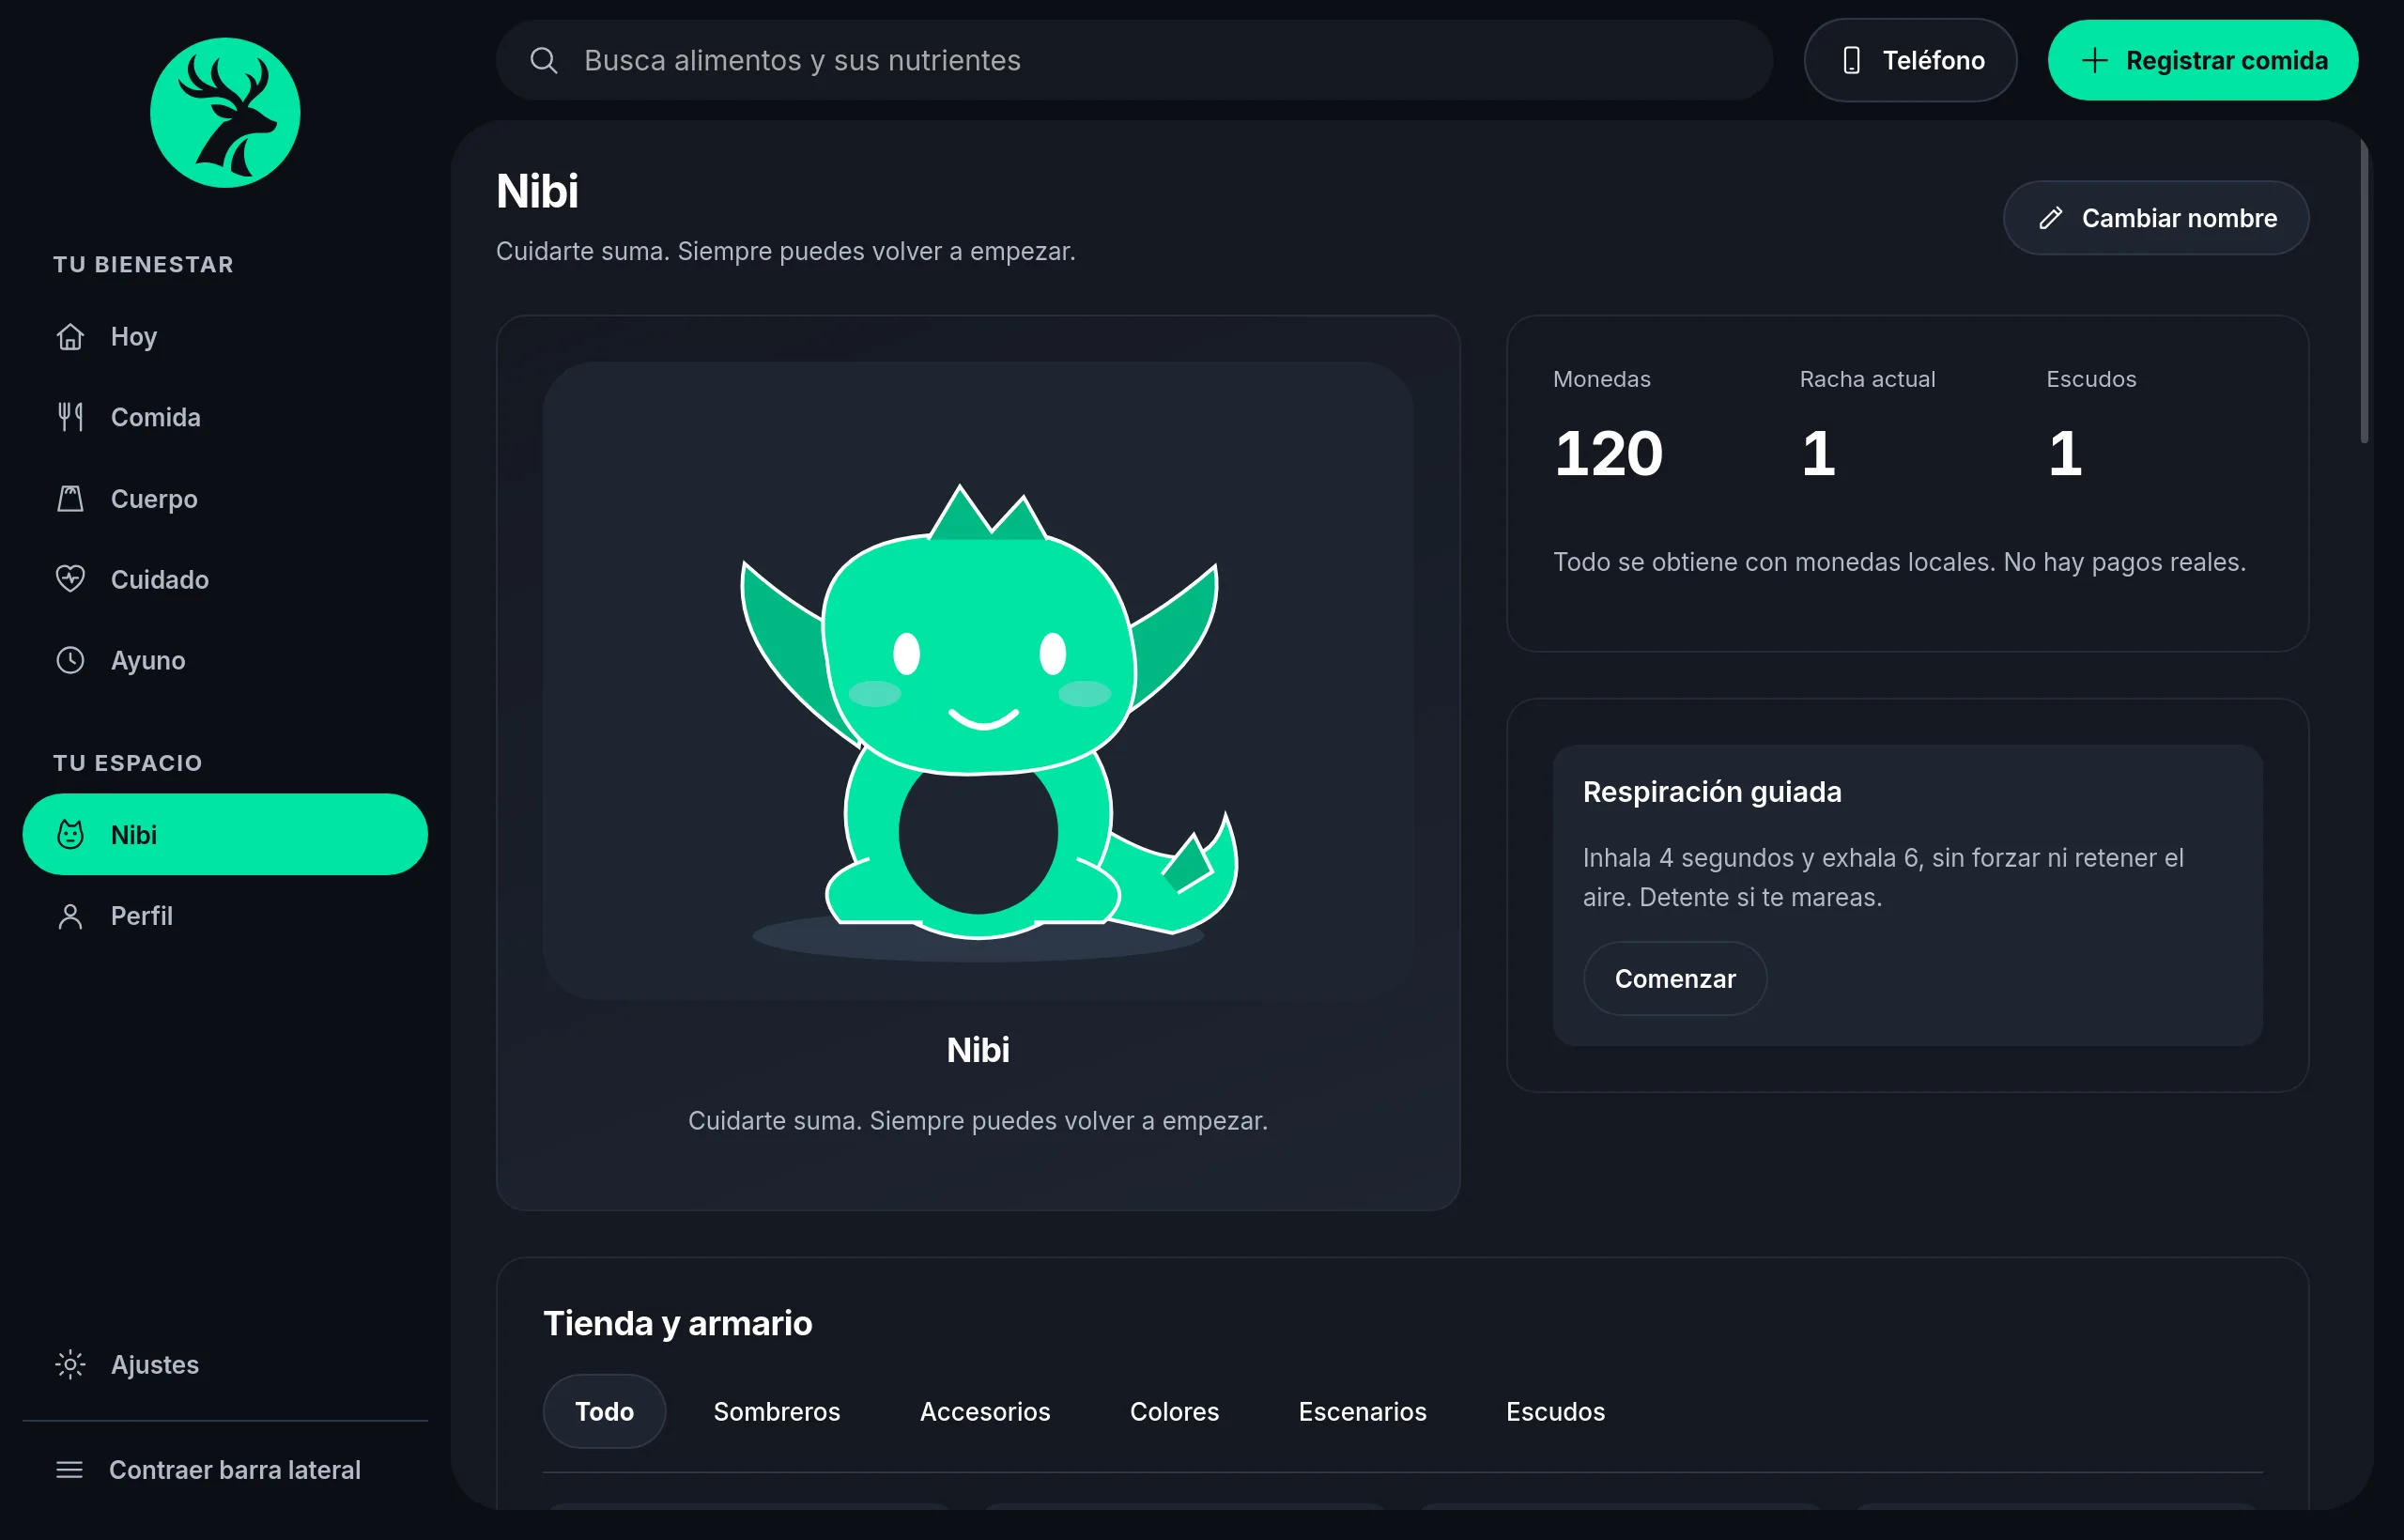 Busca alimentos y sus nutrientes
Teléfono
Registrar comida
TU BIENESTAR
Hoy
Comida
Cuerpo
Cuidado
Ayuno
TU ESPACIO
Nibi
Perfil
Ajustes
Contraer barra lateral
Nibi
Cuidarte suma. Siempre puedes volver a empezar.
Cambiar nombre
Nibi
Cuidarte suma. Siempre puedes volver a empezar.
Monedas
120
Racha actual
1
Escudos
1
Todo se obtiene con monedas locales. No hay pagos reales.
Respiración guiada
Inhala 4 segundos y exhala 6, sin forzar ni retener el
aire. Detente si te mareas.
Comenzar
Tienda y armario
Todo
Sombreros
Accesorios
Colores
Escenarios
Escudos